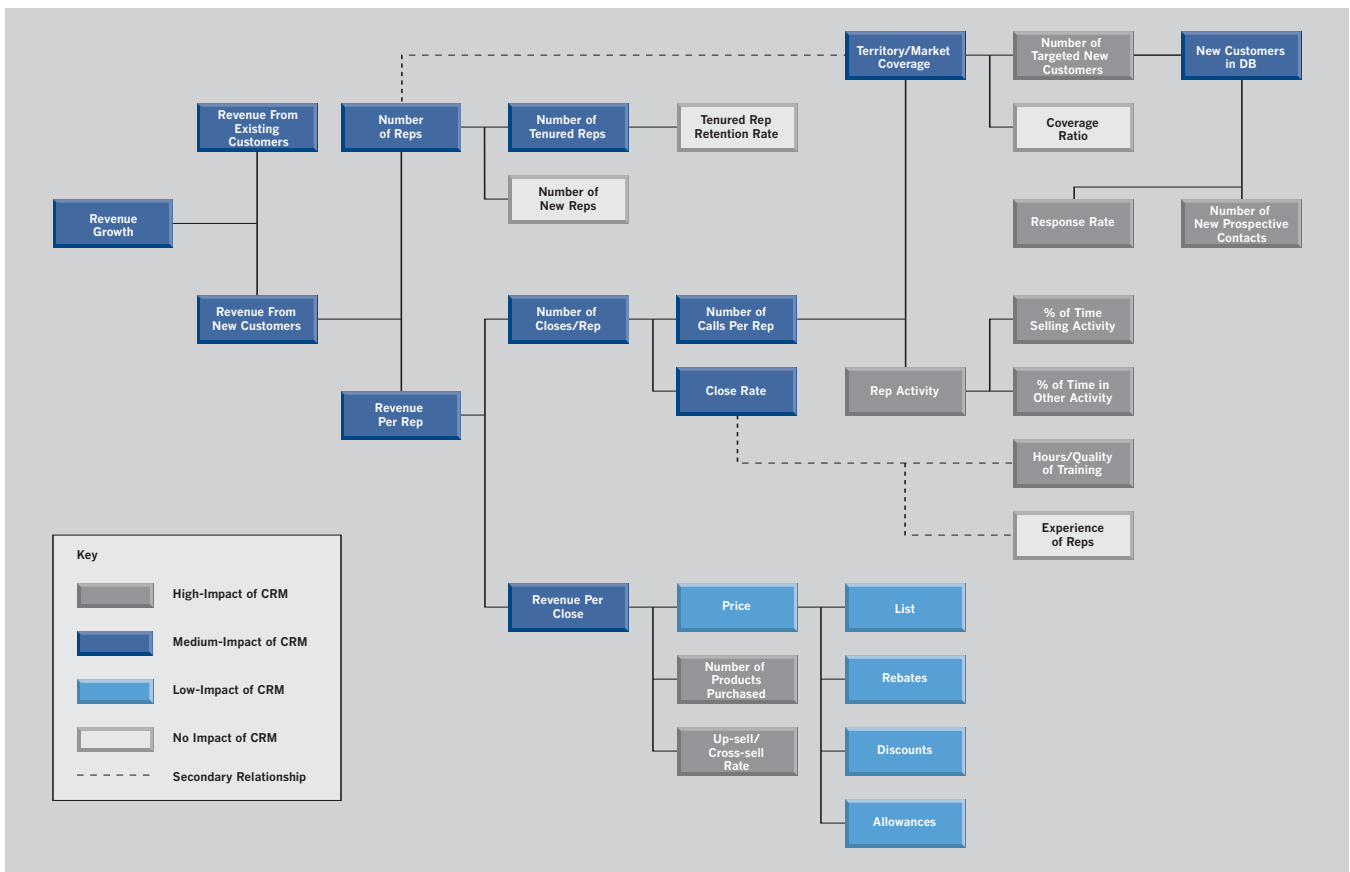 Territory/Market
Coverage
Number of
Targeted New
Customers
New Customers
in DB
Revenue From
Existing
Customers
Number
of Reps
Number of
Tenured Reps
Tenured Rep
Retention Rate
Coverage
Ratio
Number of
New Reps
Revenue
Growth
Response Rate
Number of
New Prospective
Contacts
Revenue From
New Customers
Number of
Closes/Rep
Number of
Calls Per Rep
% of Time
Selling Activity
Revenue
Per Rep
Close Rate
Rep Activity
% of Time in
Other Activity
Hours/Quality
of Training
Experience
of Reps
Key
High-Impact of CRM
Medium-Impact of CRM
Low-Impact of CRM
No Impact of CRM
Secondary Relationship
Revenue Per
Close
Price
List
Number of
Products
Purchased
Rebates
Up-sell/
Cross-sell
Rate
Discounts
Allowances